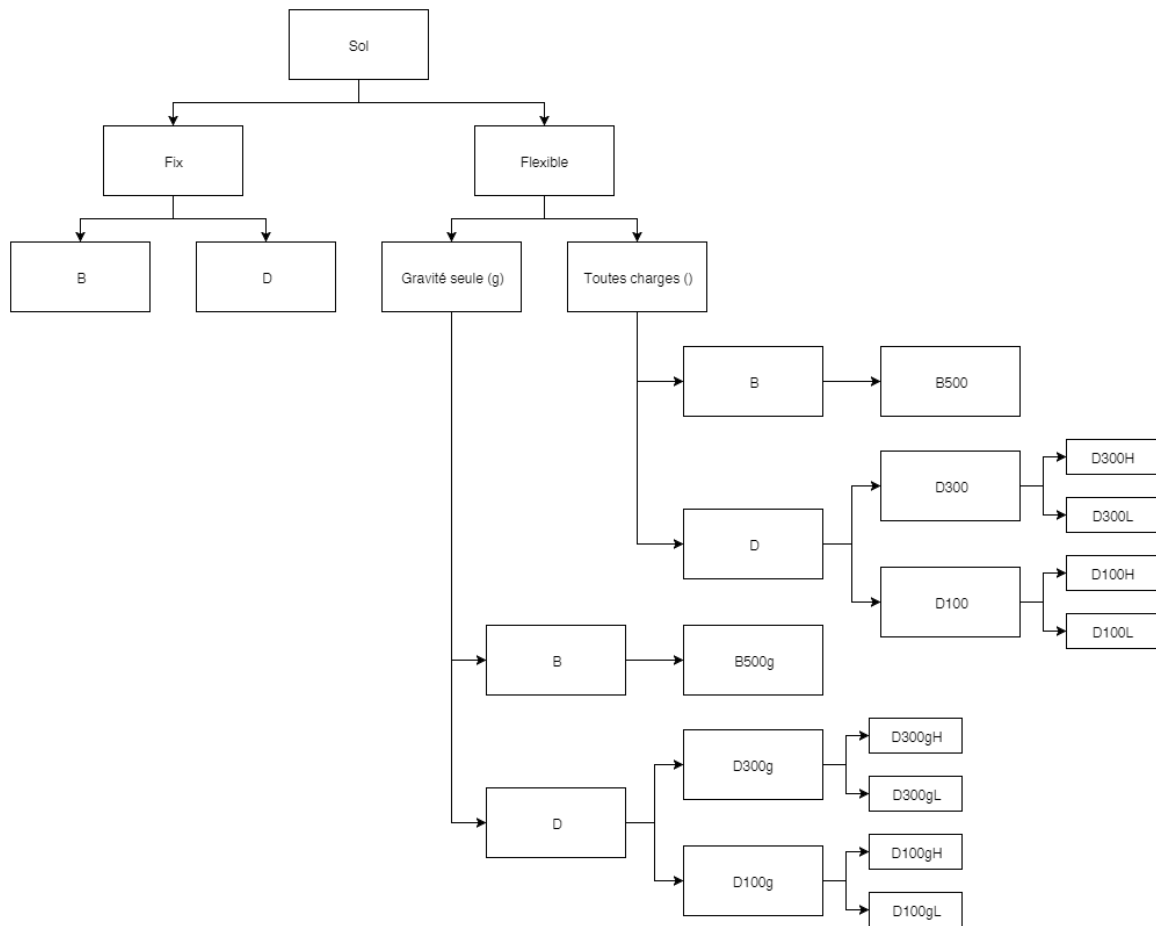 Sol
Fix
Flexible
B
D
Gravité seule (g)
Toutes charges ()
B
B500
D300H
D300
D300L
D
D100H
D100
D100L
B
B500g
D300gH
D300g
D300gL
D
D100gH
D100g
D100gL